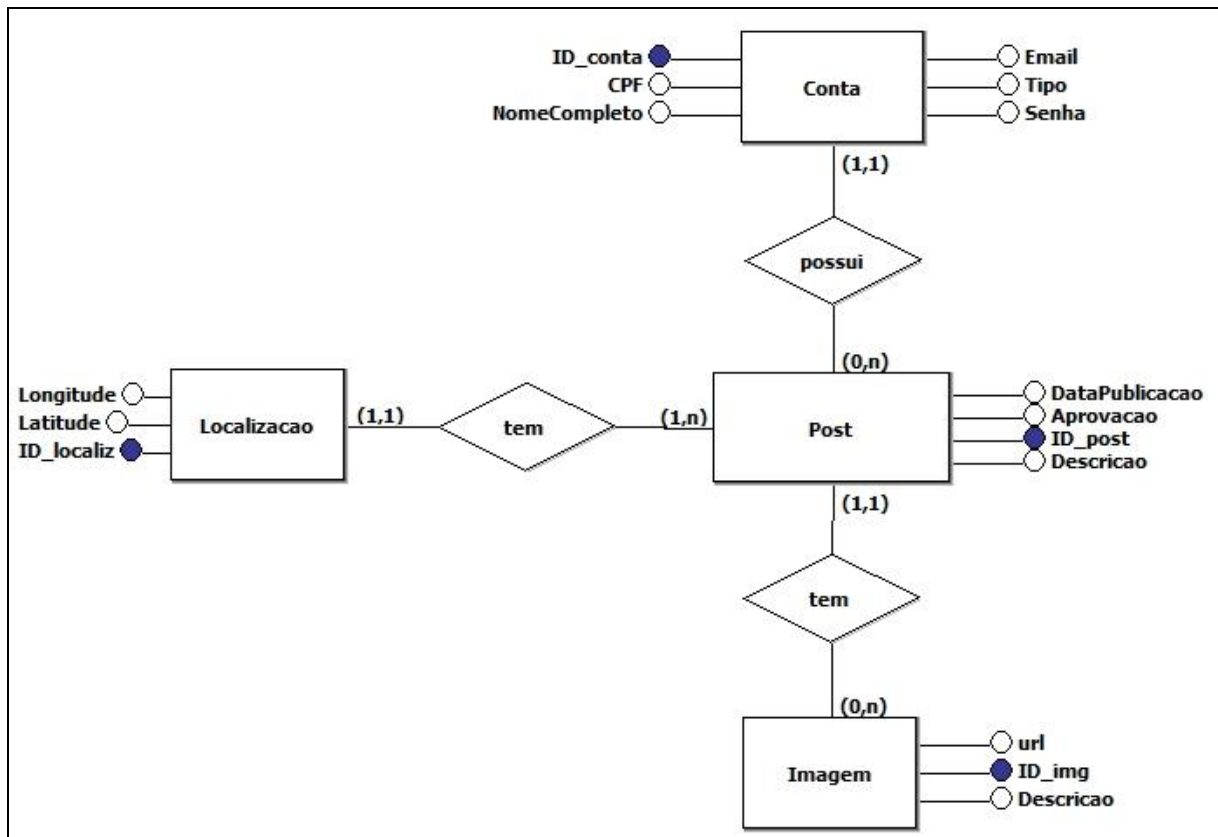 ID_conta
CPF
NomeCompleto
Conta
Email
Tipo
Senha
(1,1)
possui
(0,n)
Longitude
Latitude
ID_localiz
Localizacao
(1,1)
tem
(1,n)
Post
DataPublicacao
Aprovacao
ID_post
Descricao
(1,1)
tem
(0,n)
Imagem
url
ID_img
Descricao